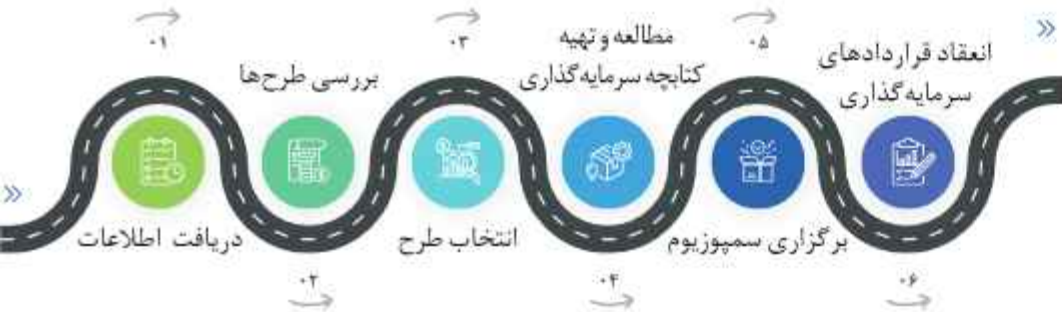 ۰۱
دریافت اطلاعات
بررسی طرح‌ها
۰۲
۰۳
انتخاب طرح
مطالعه و تهیه
کتابچه سرمایه‌گذاری
۰۴
۰۵
برگزاری سمپوزیوم
انعقاد قراردادهای
سرمایه‌گذاری
۰۶